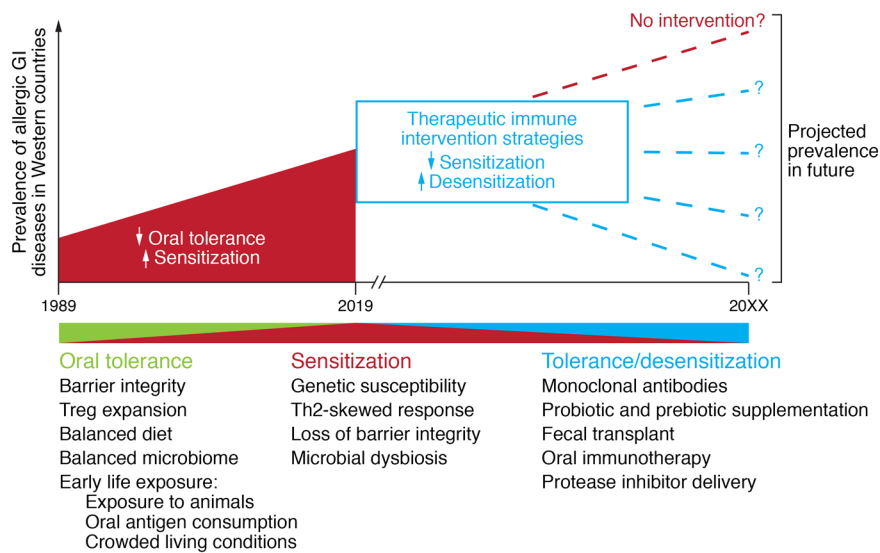 Prevalence of allergic GI
diseases in Western countries
No intervention?
?
?
?
?
Therapeutic immune
intervention strategies
↓ Sensitization
↑ Desensitization
Projected
prevalence
in future
↓ Oral tolerance
↑ Sensitization
1989
2019
20XX
Oral tolerance
Barrier integrity
Treg expansion
Balanced diet
Balanced microbiome
Early life exposure:
Exposure to animals
Oral antigen consumption
Crowded living conditions
Sensitization
Genetic susceptibility
Th2-skewed response
Loss of barrier integrity
Microbial dysbiosis
Tolerance/desensitization
Monoclonal antibodies
Probiotic and prebiotic supplementation
Fecal transplant
Oral immunotherapy
Protease inhibitor delivery